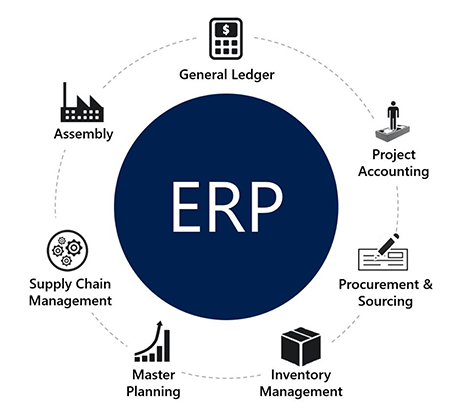 $
General Ledger
Assembly
Project
Accounting
ERP
Supply Chain
Management
Procurement &
Sourcing
Master
Planning
Inventory
Management